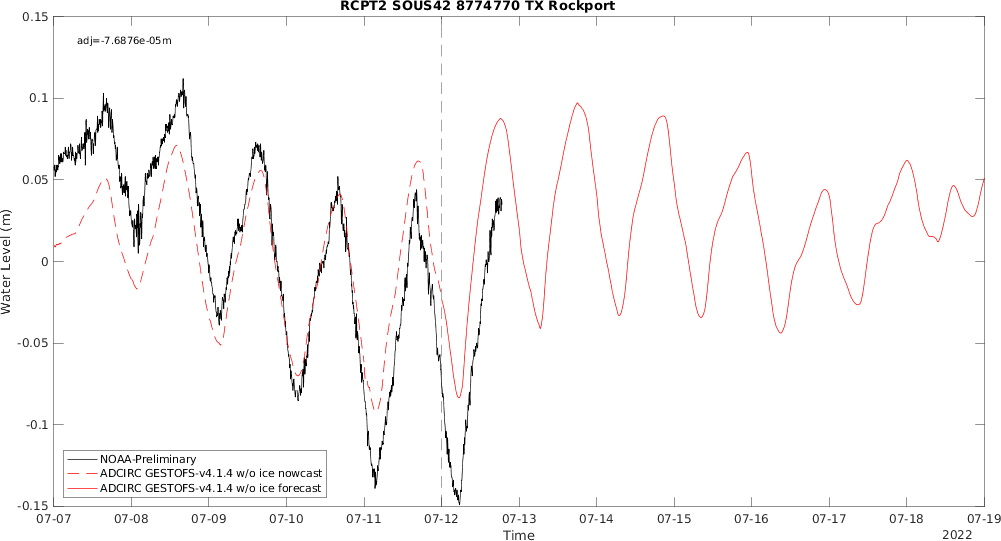 RCPT2 SOUS42 8774770 TX Rockport
0.15
adj=-7.6876e-05m
0.1
0.05
0
-0.05
-0.1
-0.15
Water Level (m)
NOAA-Preliminary
ADCIRC GESTOFS-v4.1.4 w/o ice nowcast
ADCIRC GESTOFS-v4.1.4 w/o ice forecast
07-07 07-08 07-09 07-10 07-11 07-12 07-13 07-14 07-15 07-16 07-17 07-18 07-19
Time
2022